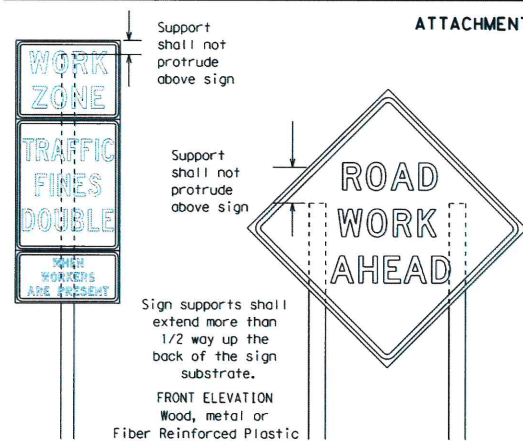 ATTACHMENT
Support
shall not
protrude
above sign
WORK
ZONE
TRAFFIC
FINES
DOUBLE
WHEN
WORKERS
ARE PRESENT
Support
shall not
protrude
above sign
ROAD
WORK
AHEAD
Sign supports shall
extend more than
1/2 way up the
back of the sign
substrate.
FRONT ELEVATION
Wood, metal or
Fiber Reinforced Plastic